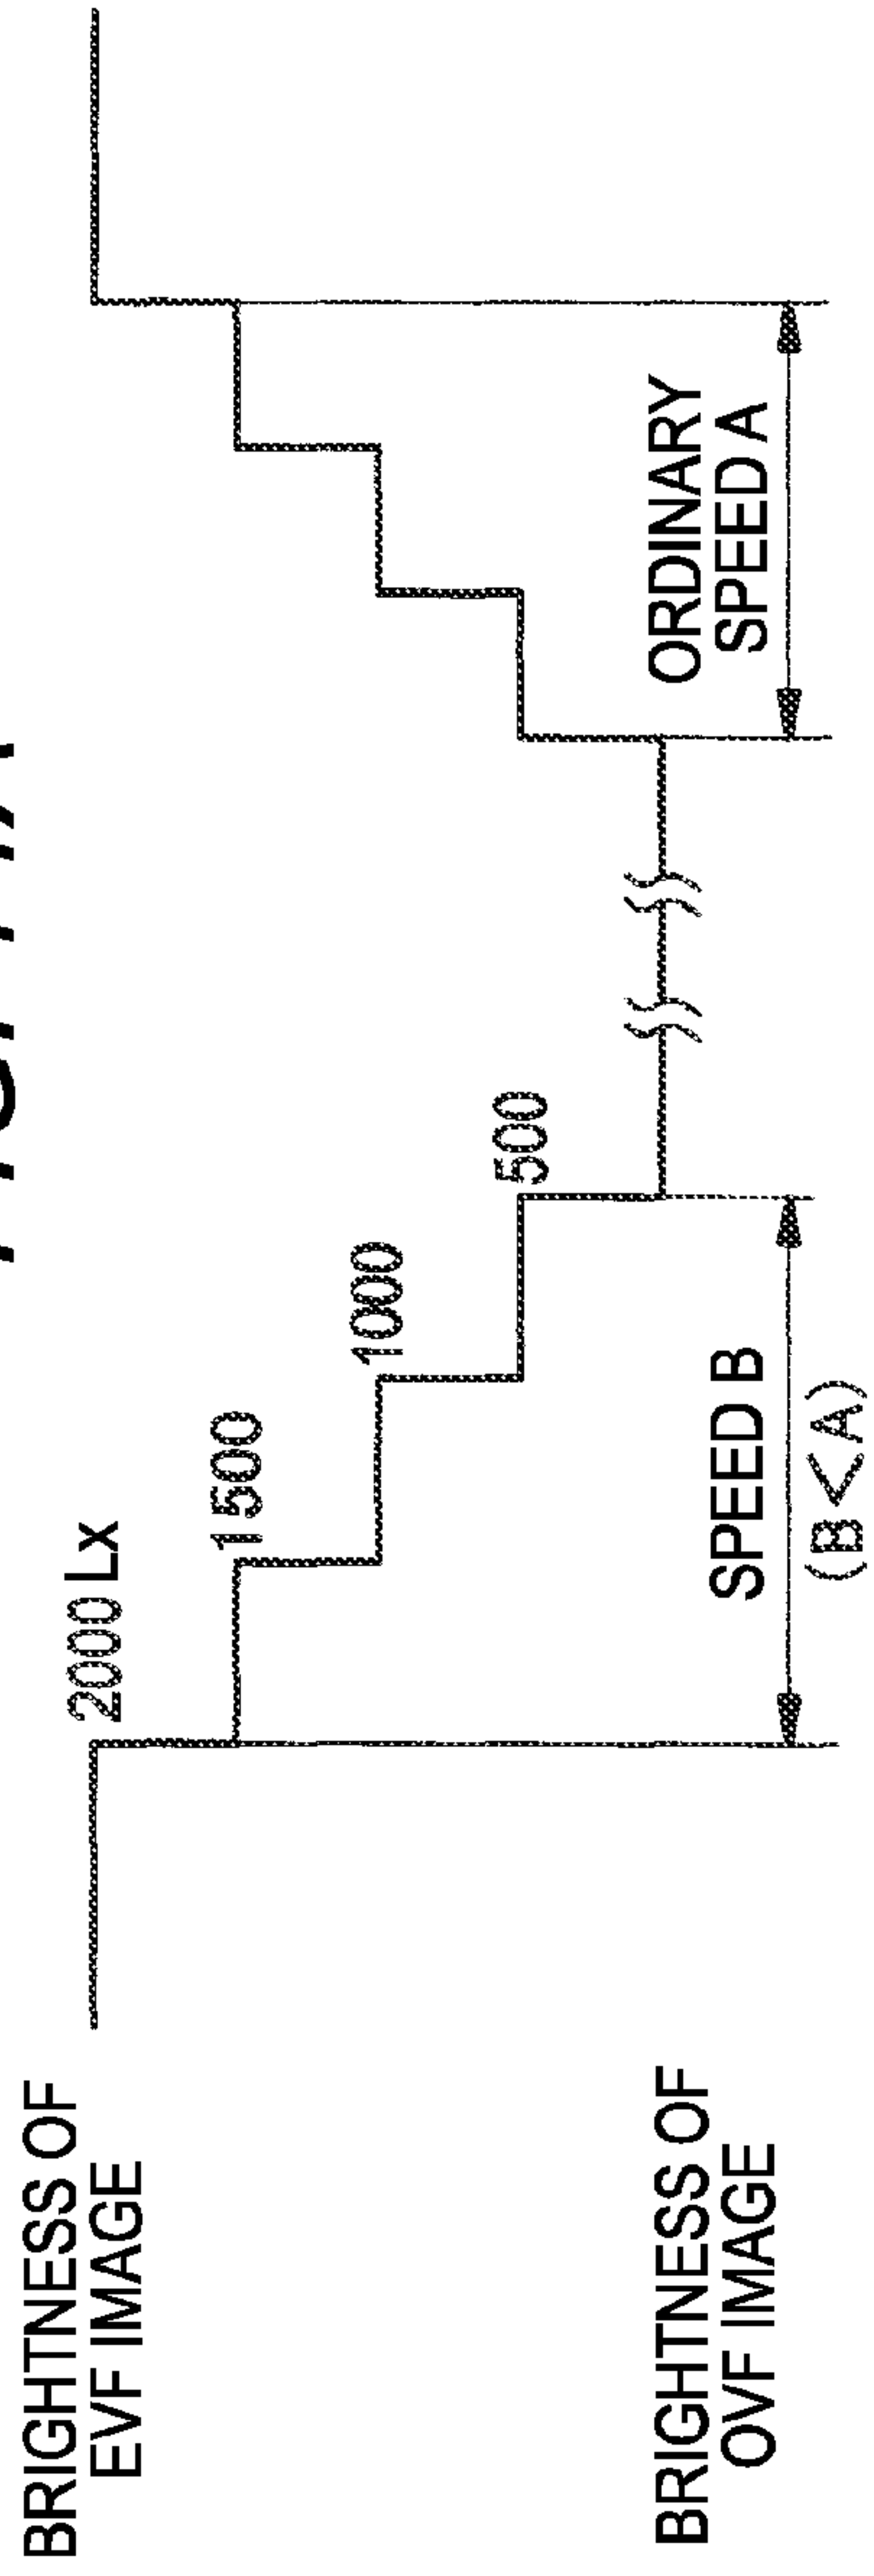 BRIGHTNESS OF
EVF IMAGE
2000 Lx
1500
1000
500
BRIGHTNESS OF
OVF IMAGE
SPEED B
(B<A)
ORDINARY
SPEED A